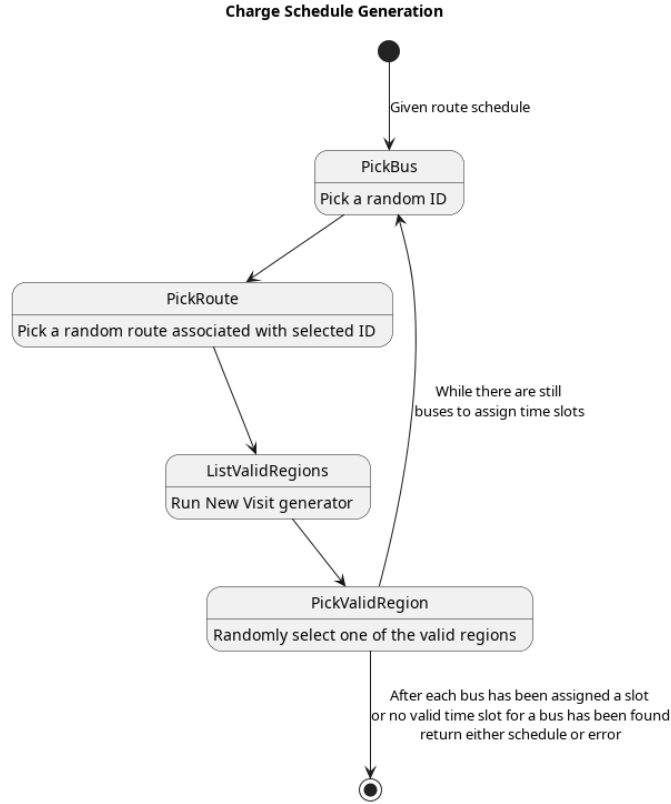 Charge Schedule Generation
Given route schedule
PickBus
Pick a random ID
PickRoute
Pick a random route associated with selected ID
While there are still
buses to assign time slots
ListValidRegions
Run New Visit generator
PickValidRegion
Randomly select one of the valid regions
After each bus has been assigned a slot
or no valid time slot for a bus has been found
return either schedule or error